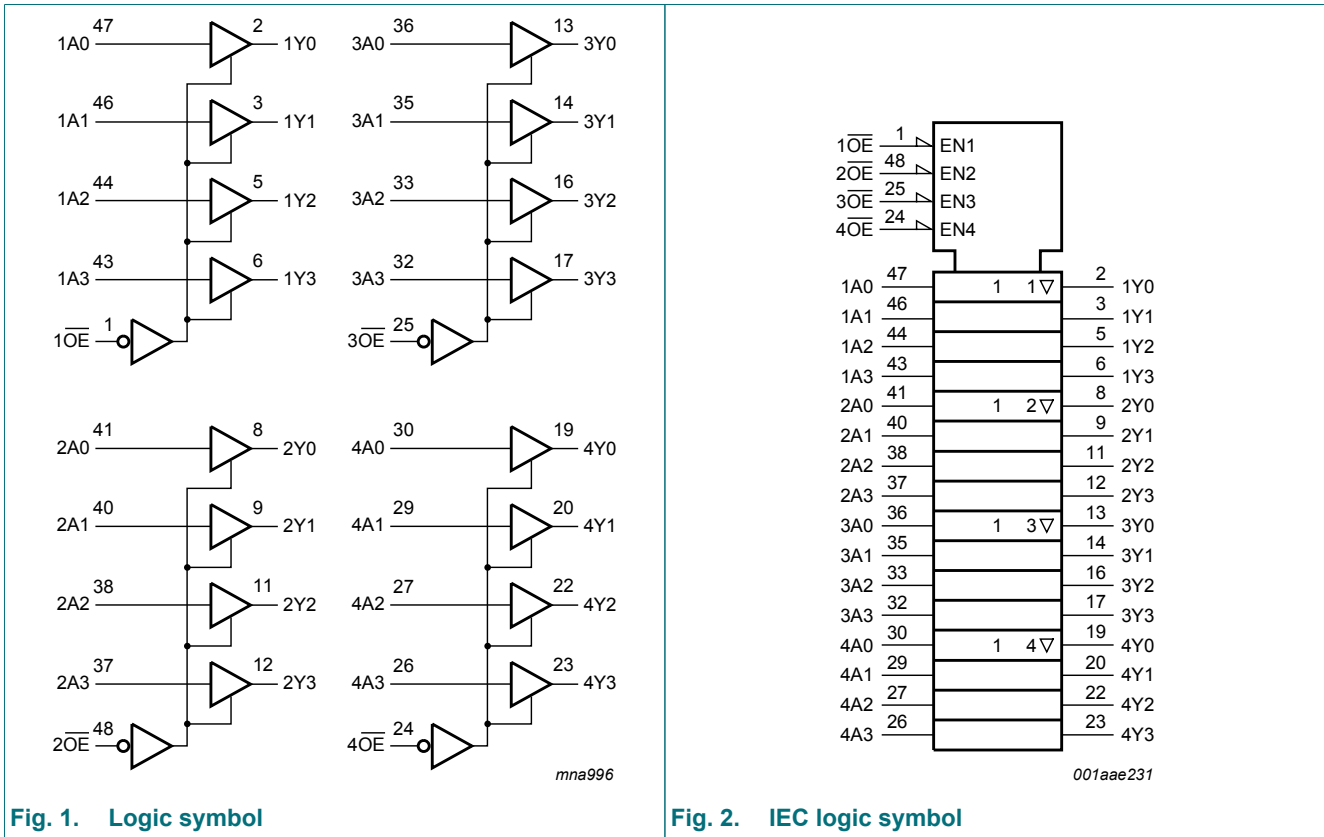 47 2 36 13
1A0 1Y0 3A0 3Y0
46 3 35 14
1A1 1Y1 3A1 3Y1
44 5 33 16
1A2 1Y2 3A2 3Y2
43 6 32 17
1A3 1Y3 3A3 3Y3
1 25
1O̅E̅ 3O̅E̅
41 8 30 19
2A0 2Y0 4A0 4Y0
40 9 29 20
2A1 2Y1 4A1 4Y1
38 11 27 22
2A2 2Y2 4A2 4Y2
37 12 26 23
2A3 2Y3 4A3 4Y3
48 24
2O̅E̅ 4O̅E̅
mna996
Fig. 1. Logic symbol
1O̅E̅ 1 EN1
2O̅E̅ 48 EN2
3O̅E̅ 25 EN3
4O̅E̅ 24 EN4
1A0 47 1 1▽ 2 1Y0
1A1 46 3 1Y1
1A2 44 5 1Y2
1A3 43 6 1Y3
2A0 41 1 2▽ 8 2Y0
2A1 40 9 2Y1
2A2 38 11 2Y2
2A3 37 12 2Y3
3A0 36 1 3▽ 13 3Y0
3A1 35 14 3Y1
3A2 33 16 3Y2
3A3 32 17 3Y3
4A0 30 1 4▽ 19 4Y0
4A1 29 20 4Y1
4A2 27 22 4Y2
4A3 26 23 4Y3
001aae231
Fig. 2. IEC logic symbol